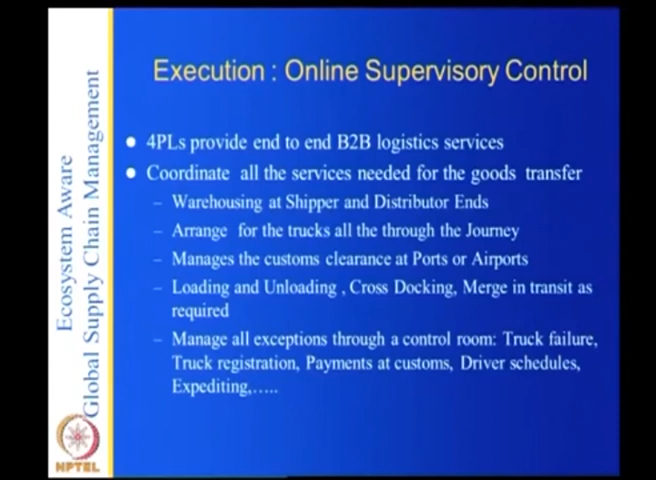 Execution : Online Supervisory Control
● 4PLs provide end to end B2B logistics services
● Coordinate all the services needed for the goods transfer
– Warehousing at Shipper and Distributor Ends
– Arrange for the trucks all the through the Journey
– Manages the customs clearance at Ports or Airports
– Loading and Unloading , Cross Docking, Merge in transit as
required
– Manage all exceptions through a control room: Truck failure,
Truck registration, Payments at customs, Driver schedules,
Expediting,.....
Ecosystem Aware
Global Supply Chain Management
NPTEL